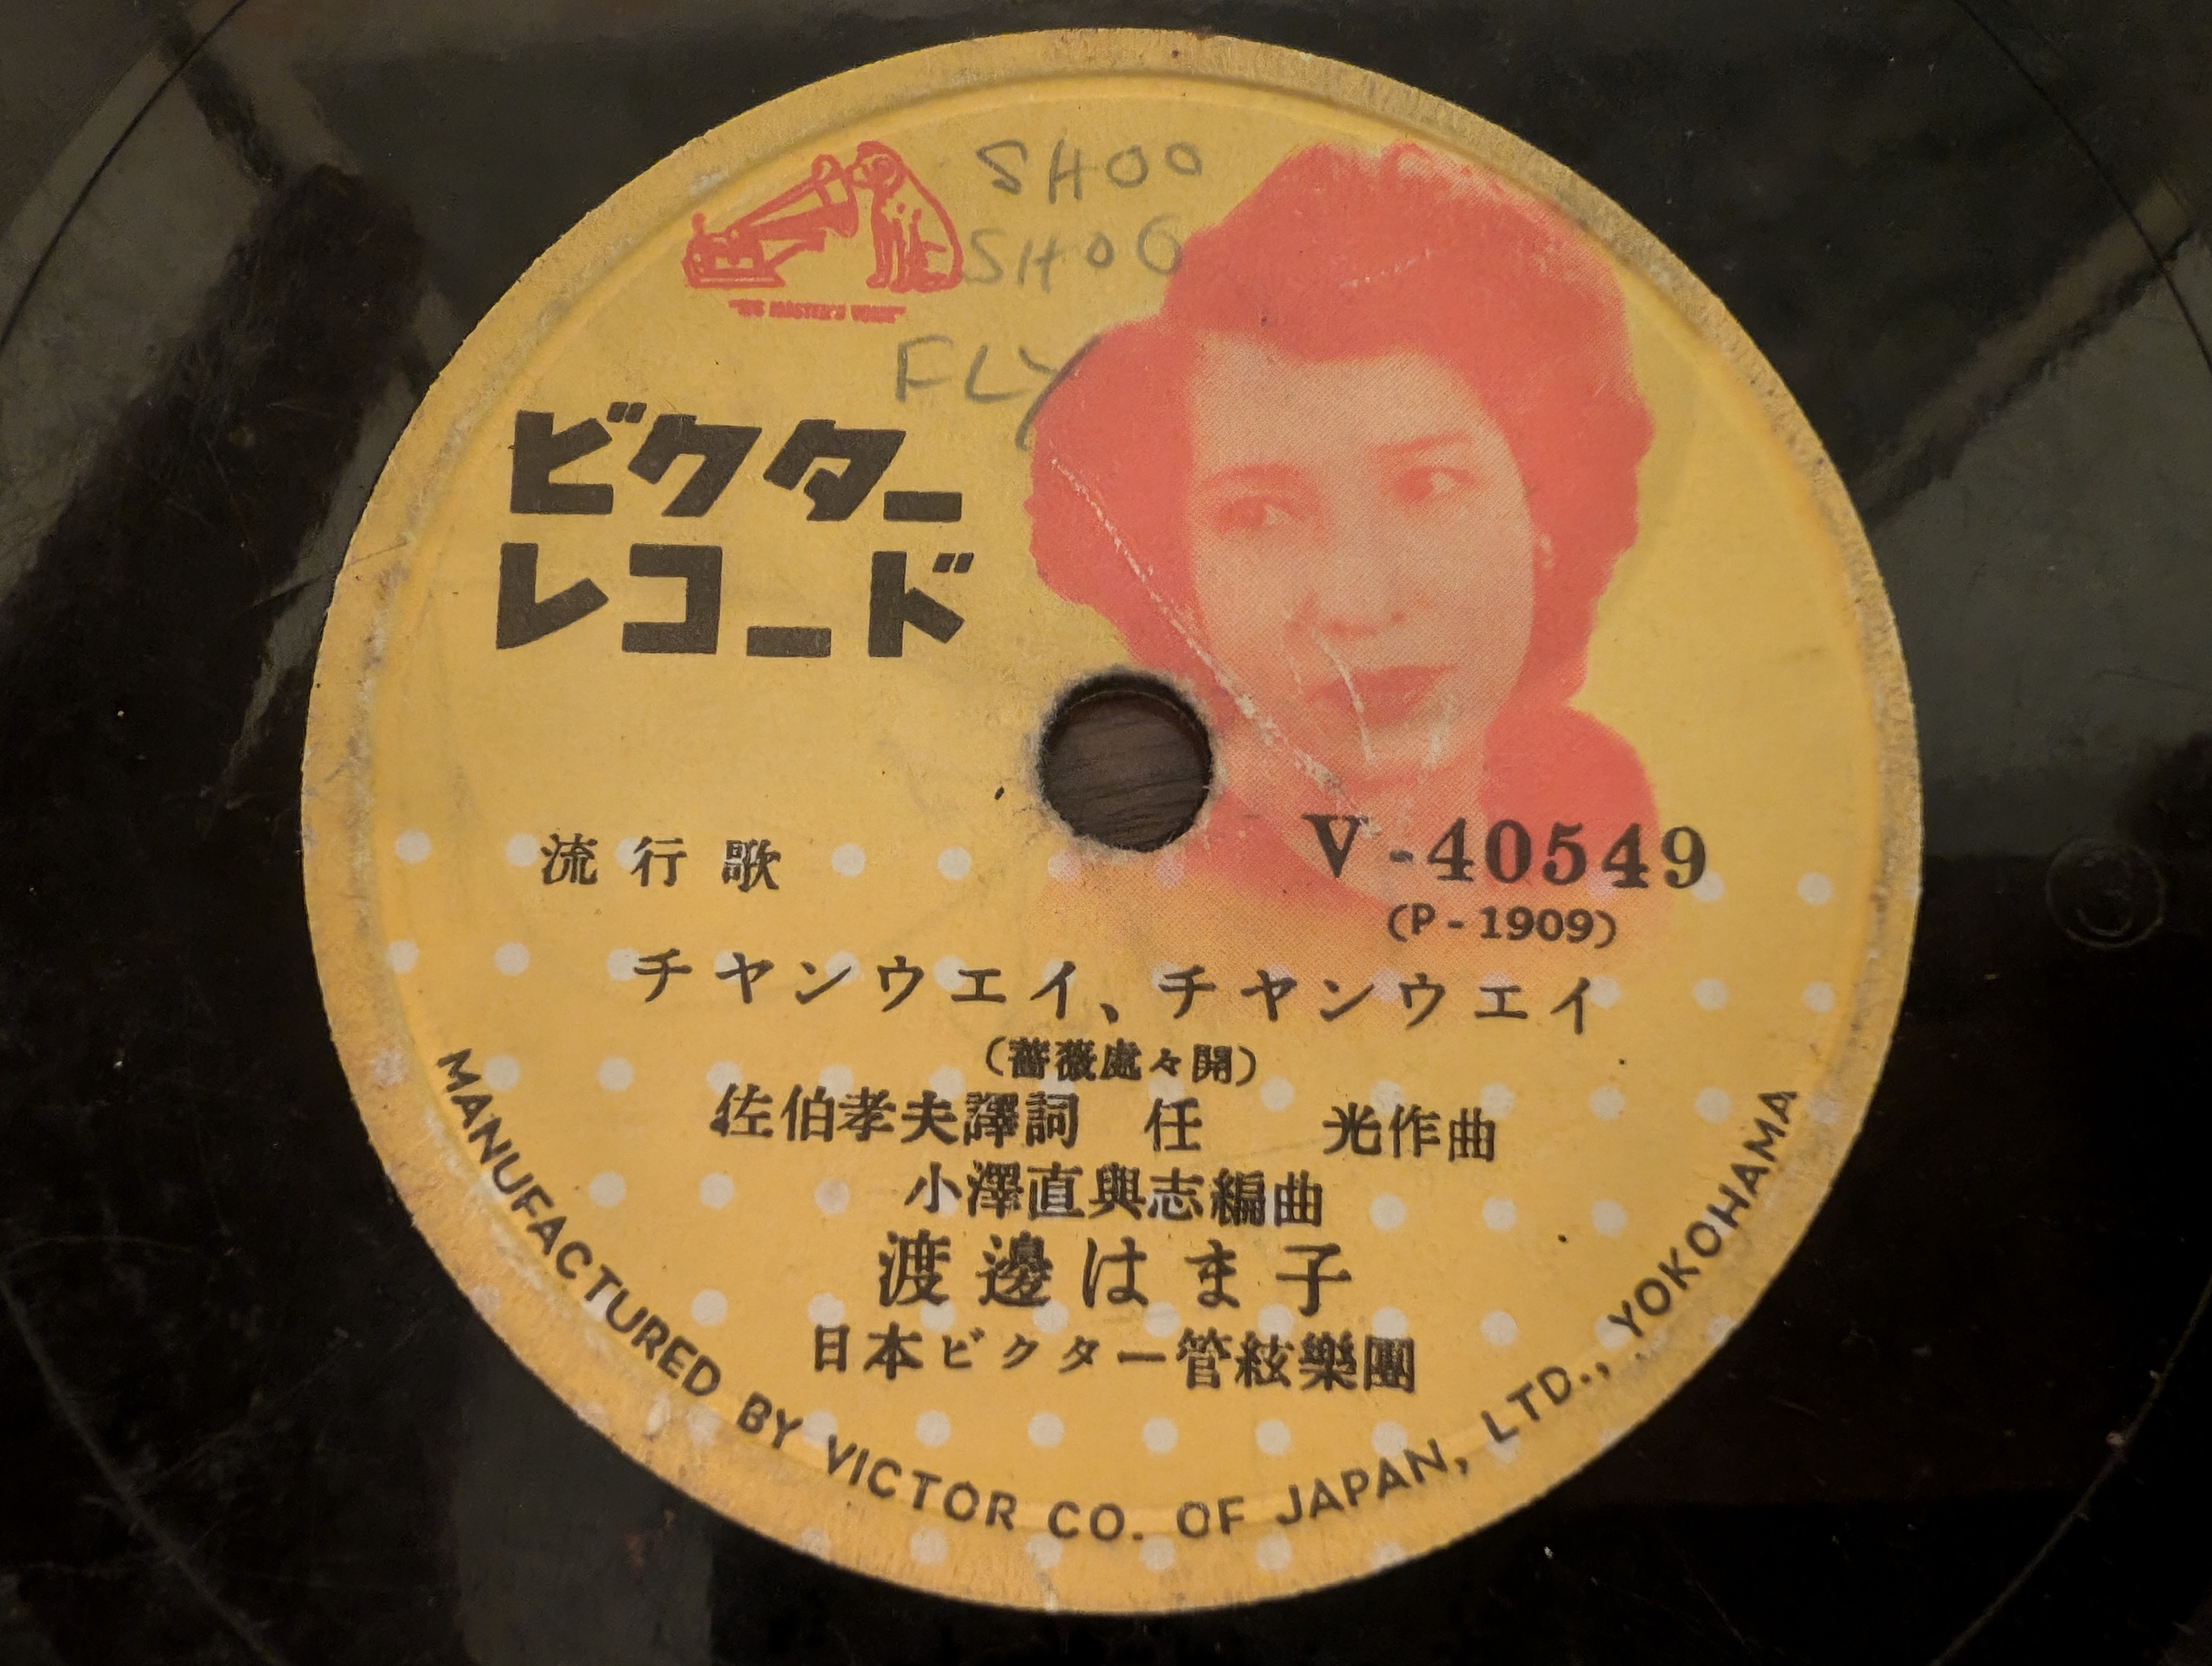 SHOO
SHOO
FLY
"HIS MASTER'S VOICE"
ビクター
レコード
流行歌
V-40549
(P-1909)
チヤンウエイ、チヤンウエイ
(薔薇處々開)
佐伯孝夫譯詞 任 光作曲
小澤直與志編曲
渡邊はま子
日本ビクター管絃樂團
MANUFACTURED BY VICTOR CO. OF JAPAN, LTD., YOKOHAMA